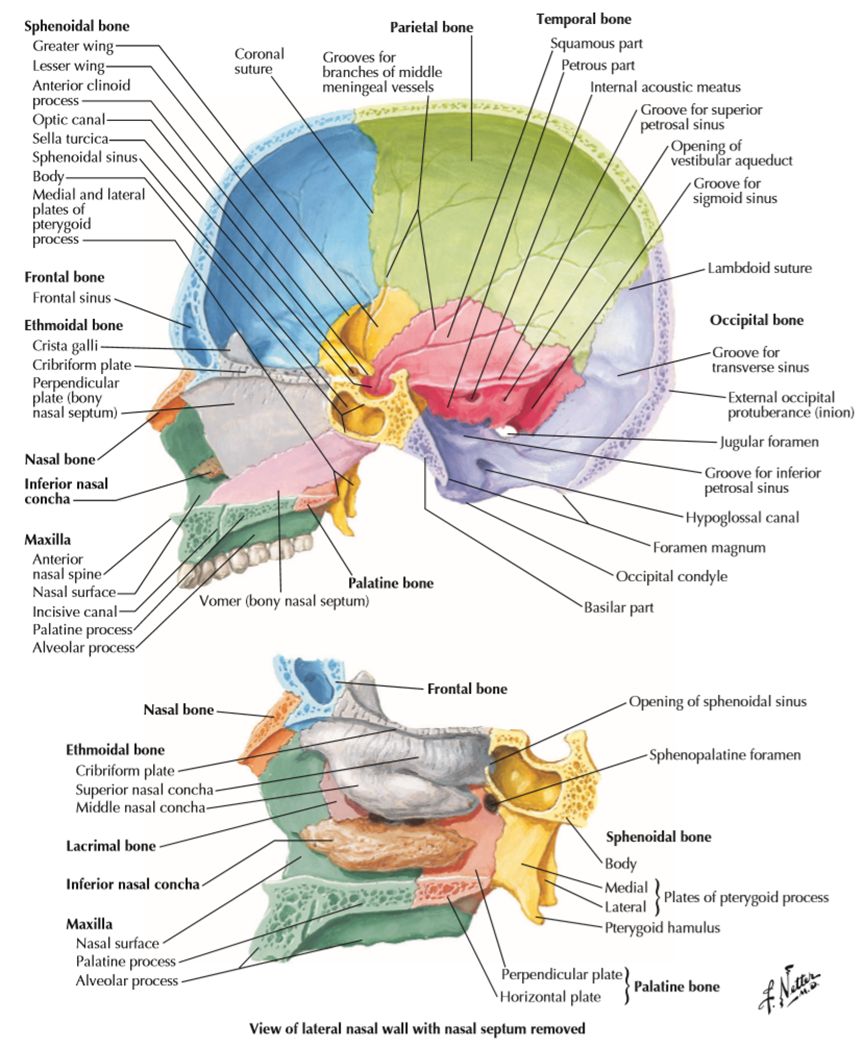 Sphenoidal bone
Greater wing
Lesser wing
Anterior clinoid
process
Optic canal
Sella turcica
Sphenoidal sinus
Body
Medial and lateral
plates of
pterygoid
process
Frontal bone
Frontal sinus
Ethmoidal bone
Crista galli
Cribriform plate
Perpendicular
plate (bony
nasal septum)
Nasal bone
Inferior nasal
concha
Maxilla
Anterior
nasal spine
Nasal surface
Incisive canal
Palatine process
Alveolar process
Coronal
suture
Grooves for
branches of middle
meningeal vessels
Parietal bone
Temporal bone
Squamous part
Petrous part
Internal acoustic meatus
Groove for superior
petrosal sinus
Opening of
vestibular aqueduct
Groove for
sigmoid sinus
Lambdoid suture
Occipital bone
Groove for
transverse sinus
External occipital
protuberance (inion)
Jugular foramen
Groove for inferior
petrosal sinus
Hypoglossal canal
Foramen magnum
Occipital condyle
Basilar part
Palatine bone
Vomer (bony nasal septum)
Frontal bone
Nasal bone
Ethmoidal bone
Cribriform plate
Superior nasal concha
Middle nasal concha
Lacrimal bone
Inferior nasal concha
Maxilla
Nasal surface
Palatine process
Alveolar process
Opening of sphenoidal sinus
Sphenopalatine foramen
Sphenoidal bone
Body
Medial
Lateral
Plates of pterygoid process
Pterygoid hamulus
Perpendicular plate
Horizontal plate
Palatine bone
F. Netter
M.D.
View of lateral nasal wall with nasal septum removed